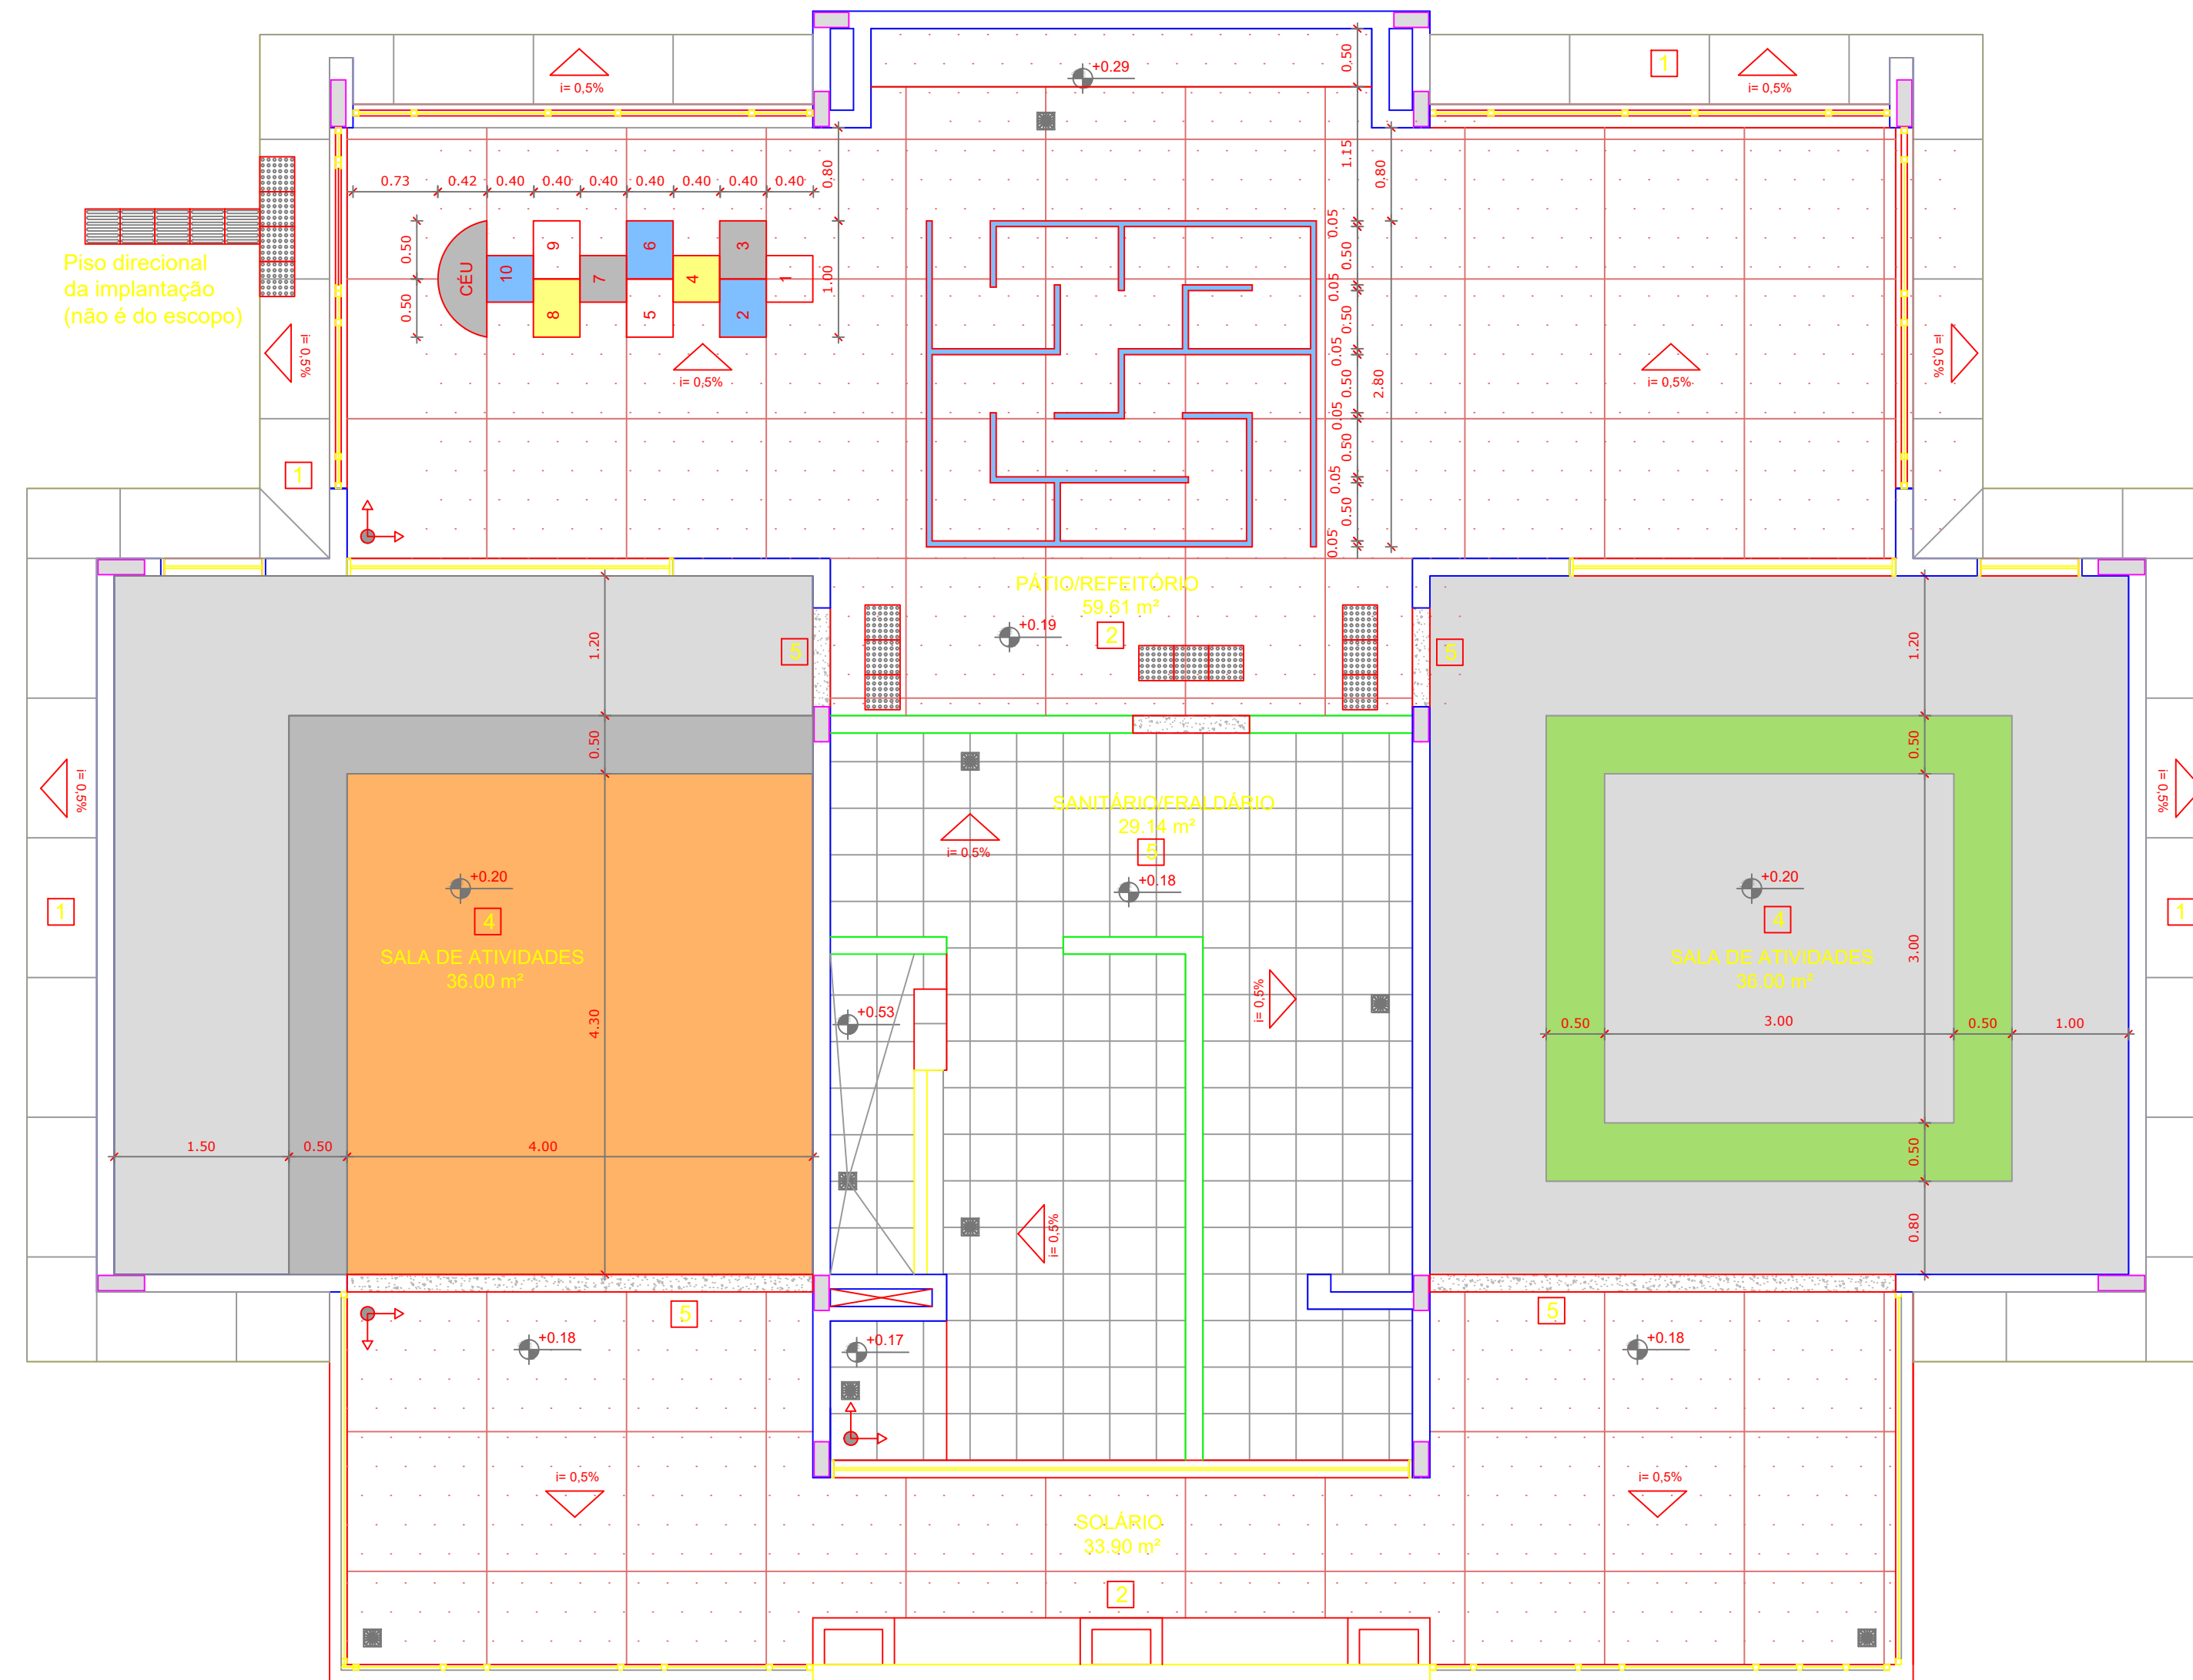 +0.29
0.50
i= 0,5%
1
i= 0,5%
1.15
0.80
0.80
0.73
0.42
0.40
0.40
0.40
0.40
0.40
0.40
0.40
Piso direcional
da implantação
(não é do escopo)
0.50
0.50
CÉU
10
9
8
7
6
5
4
3
2
1
1.00
0.05
0.50
0.05
0.50
0.05
0.50
0.05
0.50
0.05
0.50
0.05
2.80
i= 0,5%
i= 0,5%
i= 0,5%
i= 0,5%
1
PÁTIO/REFEITÓRIO
59.61 m²
+0.19
2
5
5
1.20
1.20
0.50
0.50
i= 0,5%
i= 0,5%
SANITÁRIO/FRALDÁRIO
29.14 m²
5
i= 0,5%
+0.18
+0.20
4
SALA DE ATIVIDADES
36.00 m²
+0.20
4
SALA DE ATIVIDADES
36.00 m²
1
1
3.00
i= 0,5%
+0.53
4.30
0.50
3.00
0.50
1.00
1.50
0.50
4.00
0.50
i= 0,5%
0.80
5
5
+0.18
+0.17
+0.18
i= 0,5%
i= 0,5%
SOLÁRIO
33.90 m²
2